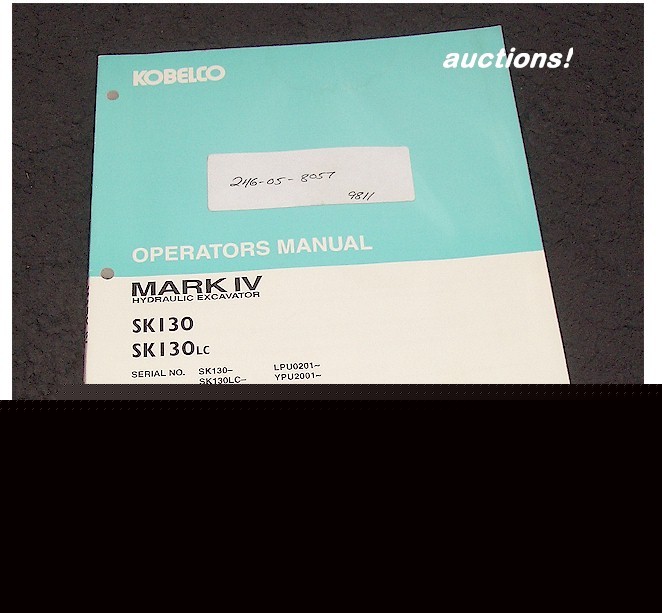 auctions!
KOBELCO
246-05-8057
9811
OPERATORS MANUAL
MARK IV
HYDRAULIC EXCAVATOR
SK130
SK130LC
SERIAL NO. SK130~ LPU0201~
SK130LC~ YPU2001~